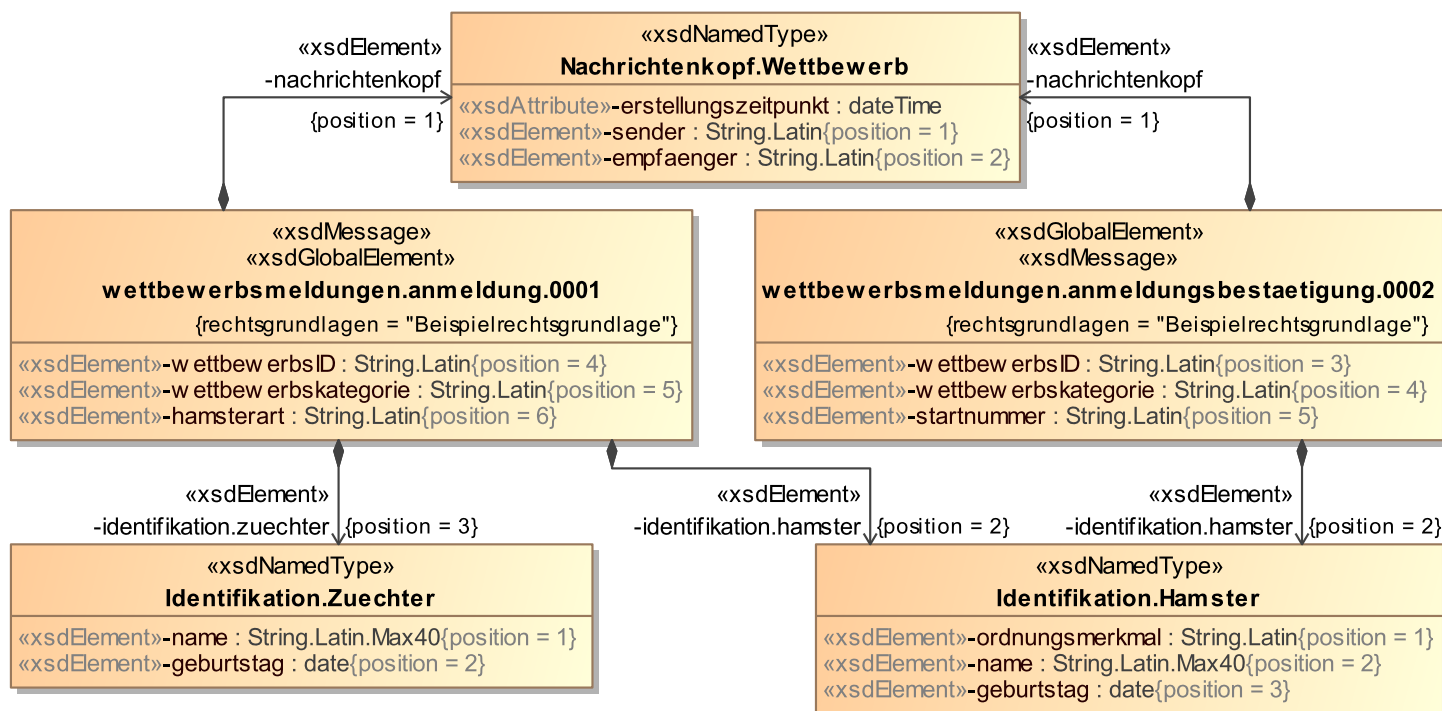 «xsdElement»
-nachrichtenkopf
{position = 1}
«xsdNamedType»
Nachrichtenkopf.Wettbewerb
«xsdAttribute»-erstellungszeitpunkt : dateTime
«xsdElement»-sender : String.Latin{position = 1}
«xsdElement»-empfaenger : String.Latin{position = 2}
«xsdElement»
-nachrichtenkopf
{position = 1}
«xsdMessage»
«xsdGlobalElement»
wettbewerbsmeldungen.anmeldung.0001
{rechtsgrundlagen = "Beispielrechtsgrundlage"}
«xsdElement»-wettbewerbsID : String.Latin{position = 4}
«xsdElement»-wettbewerbskategorie : String.Latin{position = 5}
«xsdElement»-hamsterart : String.Latin{position = 6}
«xsdGlobalElement»
«xsdMessage»
wettbewerbsmeldungen.anmeldungsbestaetigung.0002
{rechtsgrundlagen = "Beispielrechtsgrundlage"}
«xsdElement»-wettbewerbsID : String.Latin{position = 3}
«xsdElement»-wettbewerbskategorie : String.Latin{position = 4}
«xsdElement»-startnummer : String.Latin{position = 5}
«xsdElement»
-identifikation.zuechter {position = 3}
«xsdElement»
-identifikation.hamster {position = 2}
«xsdElement»
-identifikation.hamster {position = 2}
«xsdNamedType»
Identifikation.Zuechter
«xsdElement»-name : String.Latin.Max40{position = 1}
«xsdElement»-geburtstag : date{position = 2}
«xsdNamedType»
Identifikation.Hamster
«xsdElement»-ordnungsmerkmal : String.Latin{position = 1}
«xsdElement»-name : String.Latin.Max40{position = 2}
«xsdElement»-geburtstag : date{position = 3}